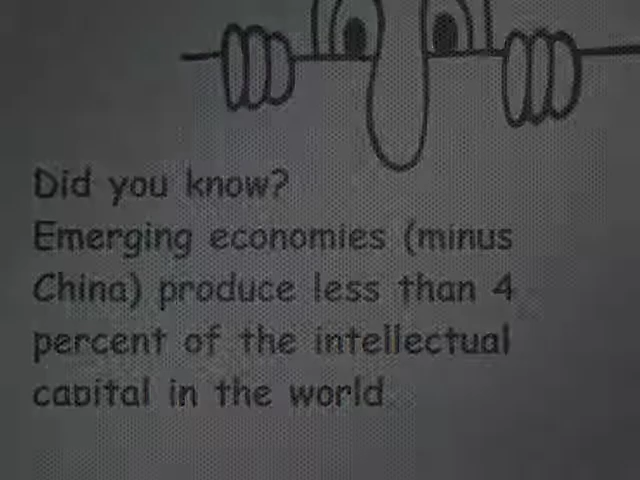 Did you know?
Emerging economies (minus
China) produce less than 4
percent of the intellectual
capital in the world.